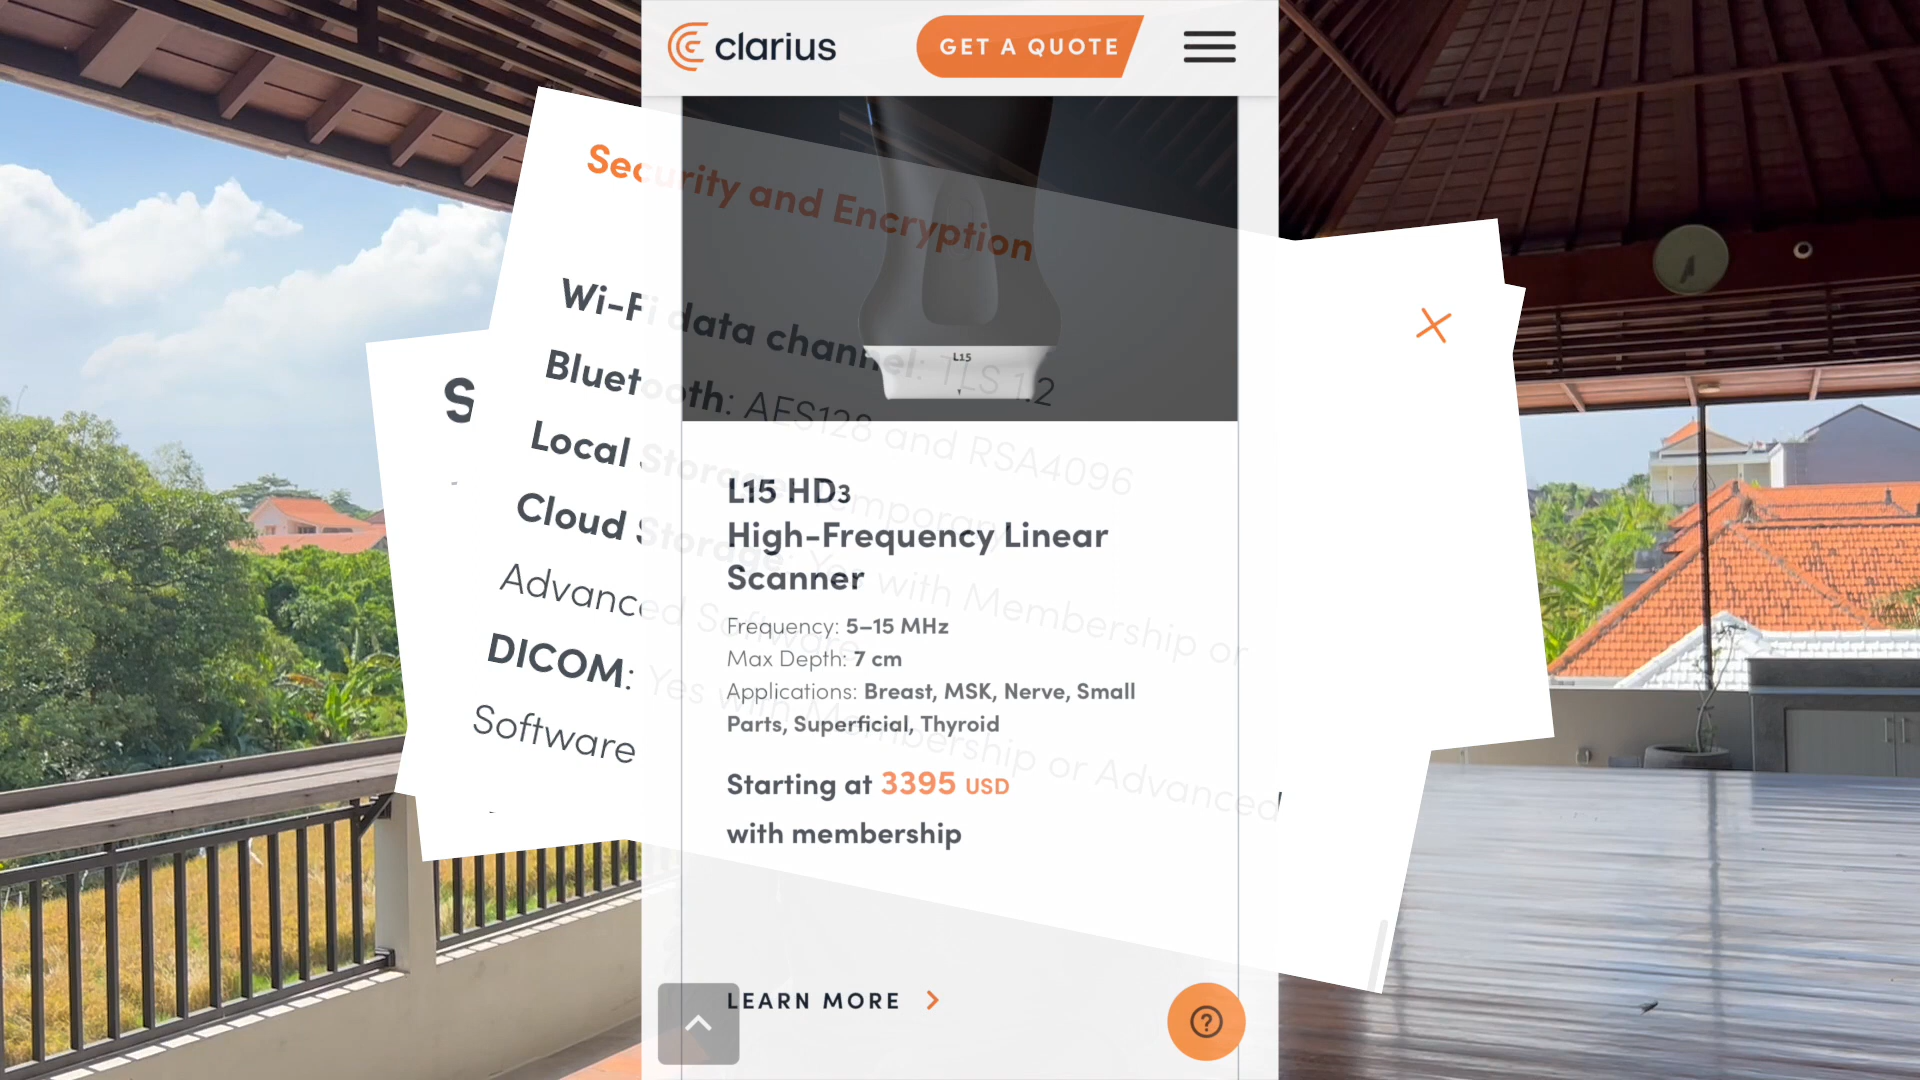 clarius
GET A QUOTE
Security and Encryption
Wi-Fi data channel: TLS 1.2
Bluetooth: AES128 and RSA4096
Local Storage: Temporary
Cloud Storage: Yes with Membership or
Advanced Software
DICOM: Yes with Membership or Advanced
Software
S
L15
L15 HD3
High-Frequency Linear
Scanner
Frequency: 5–15 MHz
Max Depth: 7 cm
Applications: Breast, MSK, Nerve, Small
Parts, Superficial, Thyroid
Starting at 3395 USD
with membership
LEARN MORE